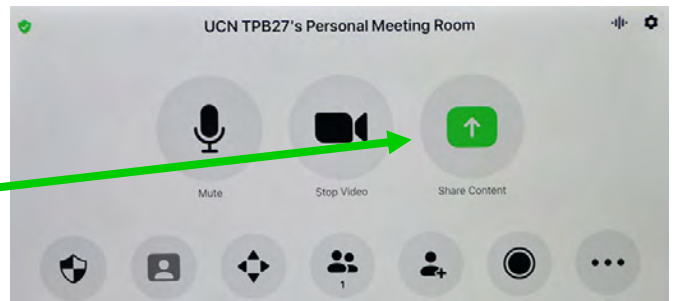 UCN TPB27's Personal Meeting Room
Mute
Stop Video
Share Content
1